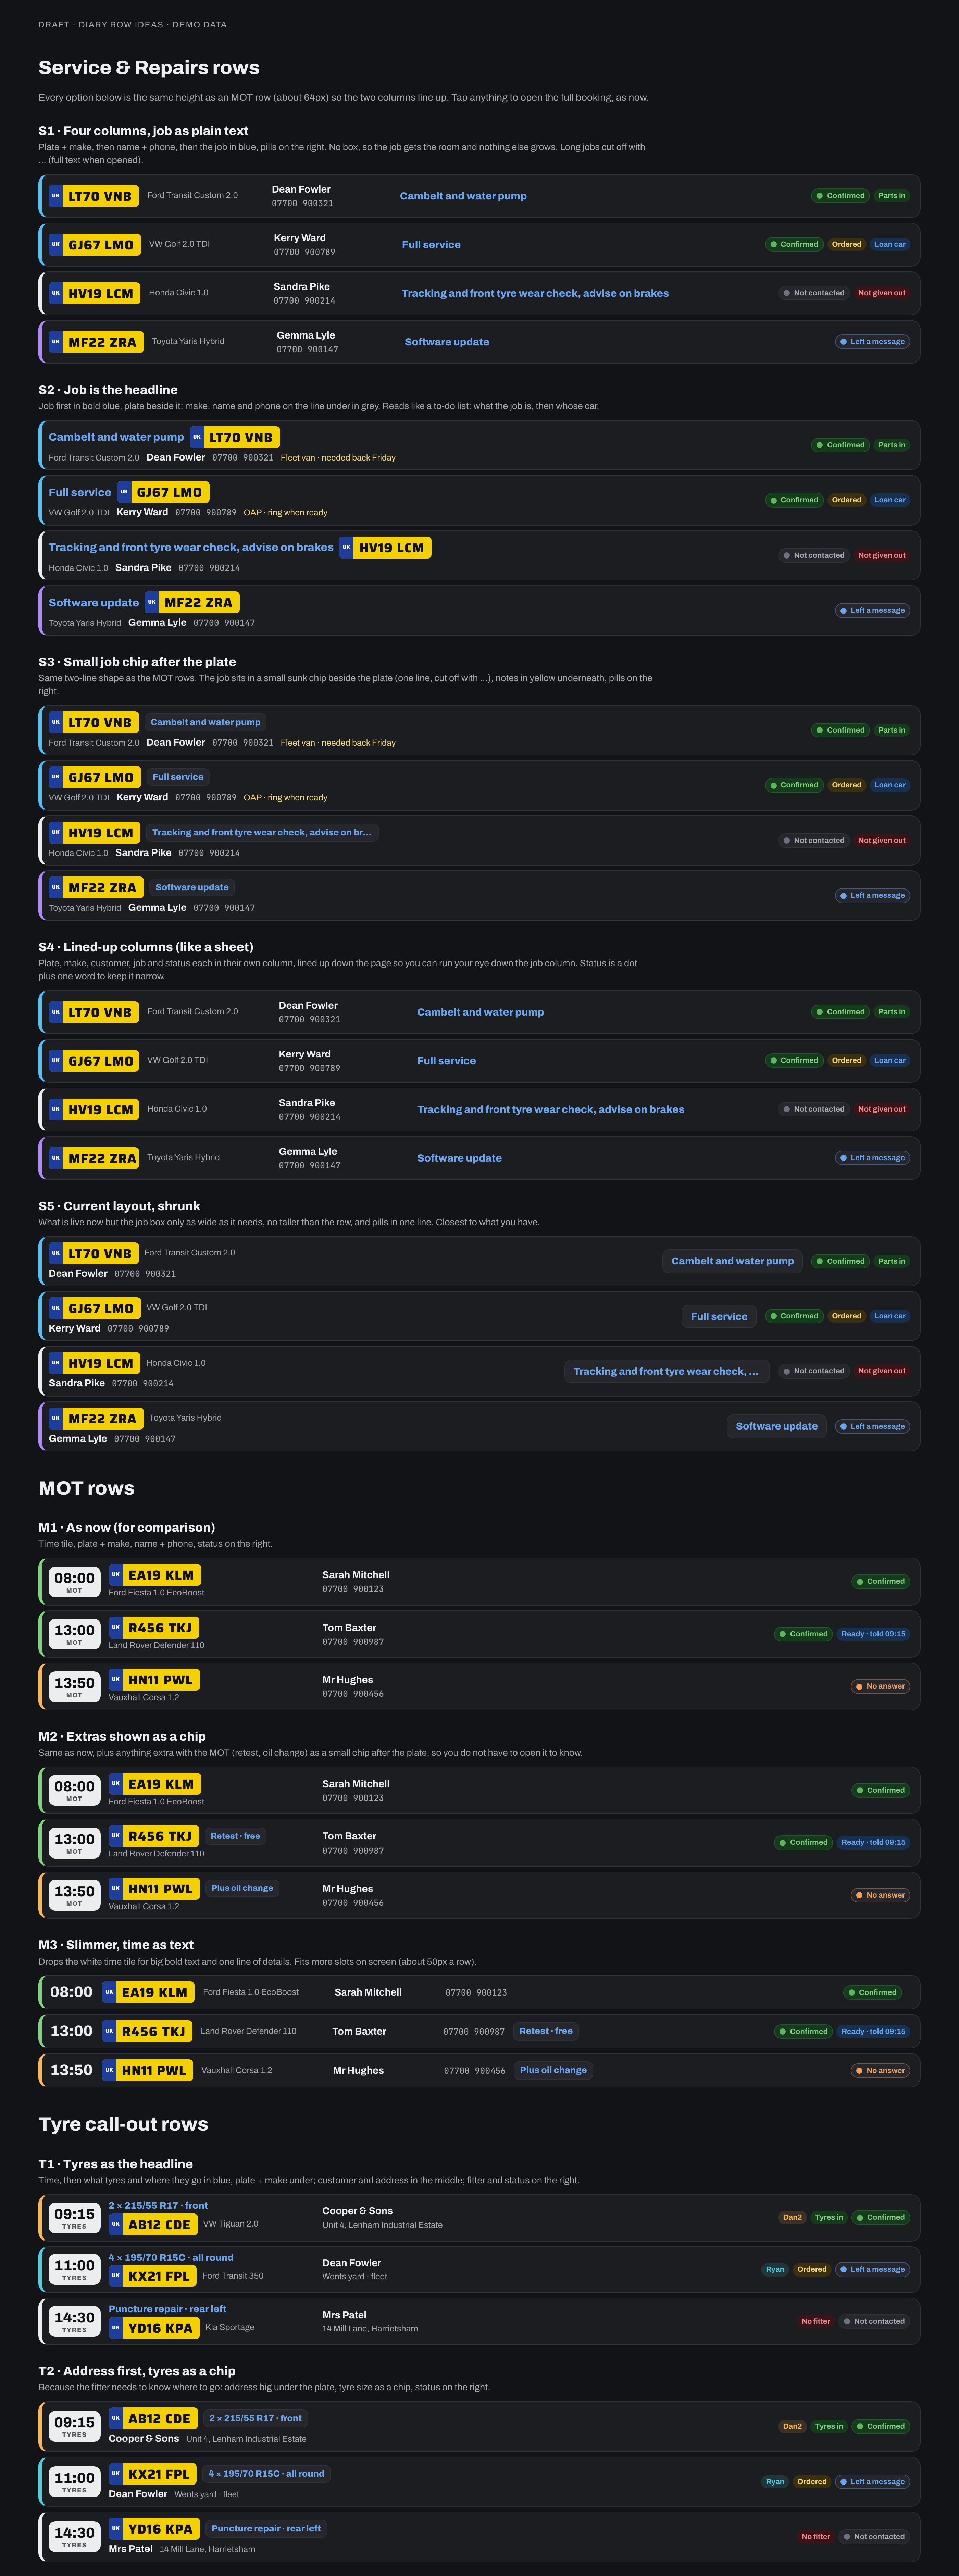 DRAFT · DIARY ROW IDEAS · DEMO DATA
Service & Repairs rows
Every option below is the same height as an MOT row (about 64px) so the two columns line up. Tap anything to open the full booking, as now.
S1 · Four columns, job as plain text
Plate + make, then name + phone, then the job in blue, pills on the right. No box, so the job gets the room and nothing else grows. Long jobs cut off with
... (full text when opened).
UK LT70 VNB Ford Transit Custom 2.0 Dean Fowler Cambelt and water pump Confirmed Parts in
07700 900321
UK GJ67 LMO VW Golf 2.0 TDI Kerry Ward Full service Confirmed Ordered Loan car
07700 900789
UK HV19 LCM Honda Civic 1.0 Sandra Pike Tracking and front tyre wear check, advise on brakes Not contacted Not given out
07700 900214
UK MF22 ZRA Toyota Yaris Hybrid Gemma Lyle Software update Left a message
07700 900147
S2 · Job is the headline
Job first in bold blue, plate beside it; make, name and phone on the line under in grey. Reads like a to-do list: what the job is, then whose car.
Cambelt and water pump UK LT70 VNB Confirmed Parts in
Ford Transit Custom 2.0 Dean Fowler 07700 900321 Fleet van · needed back Friday
Full service UK GJ67 LMO Confirmed Ordered Loan car
VW Golf 2.0 TDI Kerry Ward 07700 900789 OAP · ring when ready
Tracking and front tyre wear check, advise on brakes UK HV19 LCM Not contacted Not given out
Honda Civic 1.0 Sandra Pike 07700 900214
Software update UK MF22 ZRA Left a message
Toyota Yaris Hybrid Gemma Lyle 07700 900147
S3 · Small job chip after the plate
Same two-line shape as the MOT rows. The job sits in a small sunk chip beside the plate (one line, cut off with ...), notes in yellow underneath, pills on the
right.
UK LT70 VNB Cambelt and water pump Confirmed Parts in
Ford Transit Custom 2.0 Dean Fowler 07700 900321 Fleet van · needed back Friday
UK GJ67 LMO Full service Confirmed Ordered Loan car
VW Golf 2.0 TDI Kerry Ward 07700 900789 OAP · ring when ready
UK HV19 LCM Tracking and front tyre wear check, advise on br... Not contacted Not given out
Honda Civic 1.0 Sandra Pike 07700 900214
UK MF22 ZRA Software update Left a message
Toyota Yaris Hybrid Gemma Lyle 07700 900147
S4 · Lined-up columns (like a sheet)
Plate, make, customer, job and status each in their own column, lined up down the page so you can run your eye down the job column. Status is a dot
plus one word to keep it narrow.
UK LT70 VNB Ford Transit Custom 2.0 Dean Fowler Cambelt and water pump Confirmed Parts in
07700 900321
UK GJ67 LMO VW Golf 2.0 TDI Kerry Ward Full service Confirmed Ordered Loan car
07700 900789
UK HV19 LCM Honda Civic 1.0 Sandra Pike Tracking and front tyre wear check, advise on brakes Not contacted Not given out
07700 900214
UK MF22 ZRA Toyota Yaris Hybrid Gemma Lyle Software update Left a message
07700 900147
S5 · Current layout, shrunk
What is live now but the job box only as wide as it needs, no taller than the row, and pills in one line. Closest to what you have.
UK LT70 VNB Ford Transit Custom 2.0 Cambelt and water pump Confirmed Parts in
Dean Fowler 07700 900321
UK GJ67 LMO VW Golf 2.0 TDI Full service Confirmed Ordered Loan car
Kerry Ward 07700 900789
UK HV19 LCM Honda Civic 1.0 Tracking and front tyre wear check, ... Not contacted Not given out
Sandra Pike 07700 900214
UK MF22 ZRA Toyota Yaris Hybrid Software update Left a message
Gemma Lyle 07700 900147
MOT rows
M1 · As now (for comparison)
Time tile, plate + make, name + phone, status on the right.
08:00 MOT UK EA19 KLM Sarah Mitchell Confirmed
Ford Fiesta 1.0 EcoBoost 07700 900123
13:00 MOT UK R456 TKJ Tom Baxter Confirmed Ready · told 09:15
Land Rover Defender 110 07700 900987
13:50 MOT UK HN11 PWL Mr Hughes No answer
Vauxhall Corsa 1.2 07700 900456
M2 · Extras shown as a chip
Same as now, plus anything extra with the MOT (retest, oil change) as a small chip after the plate, so you do not have to open it to know.
08:00 MOT UK EA19 KLM Sarah Mitchell Confirmed
Ford Fiesta 1.0 EcoBoost 07700 900123
13:00 MOT UK R456 TKJ Retest · free Tom Baxter Confirmed Ready · told 09:15
Land Rover Defender 110 07700 900987
13:50 MOT UK HN11 PWL Plus oil change Mr Hughes No answer
Vauxhall Corsa 1.2 07700 900456
M3 · Slimmer, time as text
Drops the white time tile for big bold text and one line of details. Fits more slots on screen (about 50px a row).
08:00 UK EA19 KLM Ford Fiesta 1.0 EcoBoost Sarah Mitchell 07700 900123 Confirmed
13:00 UK R456 TKJ Land Rover Defender 110 Tom Baxter 07700 900987 Retest · free Confirmed Ready · told 09:15
13:50 UK HN11 PWL Vauxhall Corsa 1.2 Mr Hughes 07700 900456 Plus oil change No answer
Tyre call-out rows
T1 · Tyres as the headline
Time, then what tyres and where they go in blue, plate + make under; customer and address in the middle; fitter and status on the right.
09:15 TYRES 2 × 215/55 R17 · front Cooper & Sons Dan2 Tyres in Confirmed
UK AB12 CDE VW Tiguan 2.0 Unit 4, Lenham Industrial Estate
11:00 TYRES 4 × 195/70 R15C · all round Dean Fowler Ryan Ordered Left a message
UK KX21 FPL Ford Transit 350 Wents yard · fleet
14:30 TYRES Puncture repair · rear left Mrs Patel No fitter Not contacted
UK YD16 KPA Kia Sportage 14 Mill Lane, Harrietsham
T2 · Address first, tyres as a chip
Because the fitter needs to know where to go: address big under the plate, tyre size as a chip, status on the right.
09:15 TYRES UK AB12 CDE 2 × 215/55 R17 · front Dan2 Tyres in Confirmed
Cooper & Sons Unit 4, Lenham Industrial Estate
11:00 TYRES UK KX21 FPL 4 × 195/70 R15C · all round Ryan Ordered Left a message
Dean Fowler Wents yard · fleet
14:30 TYRES UK YD16 KPA Puncture repair · rear left No fitter Not contacted
Mrs Patel 14 Mill Lane, Harrietsham